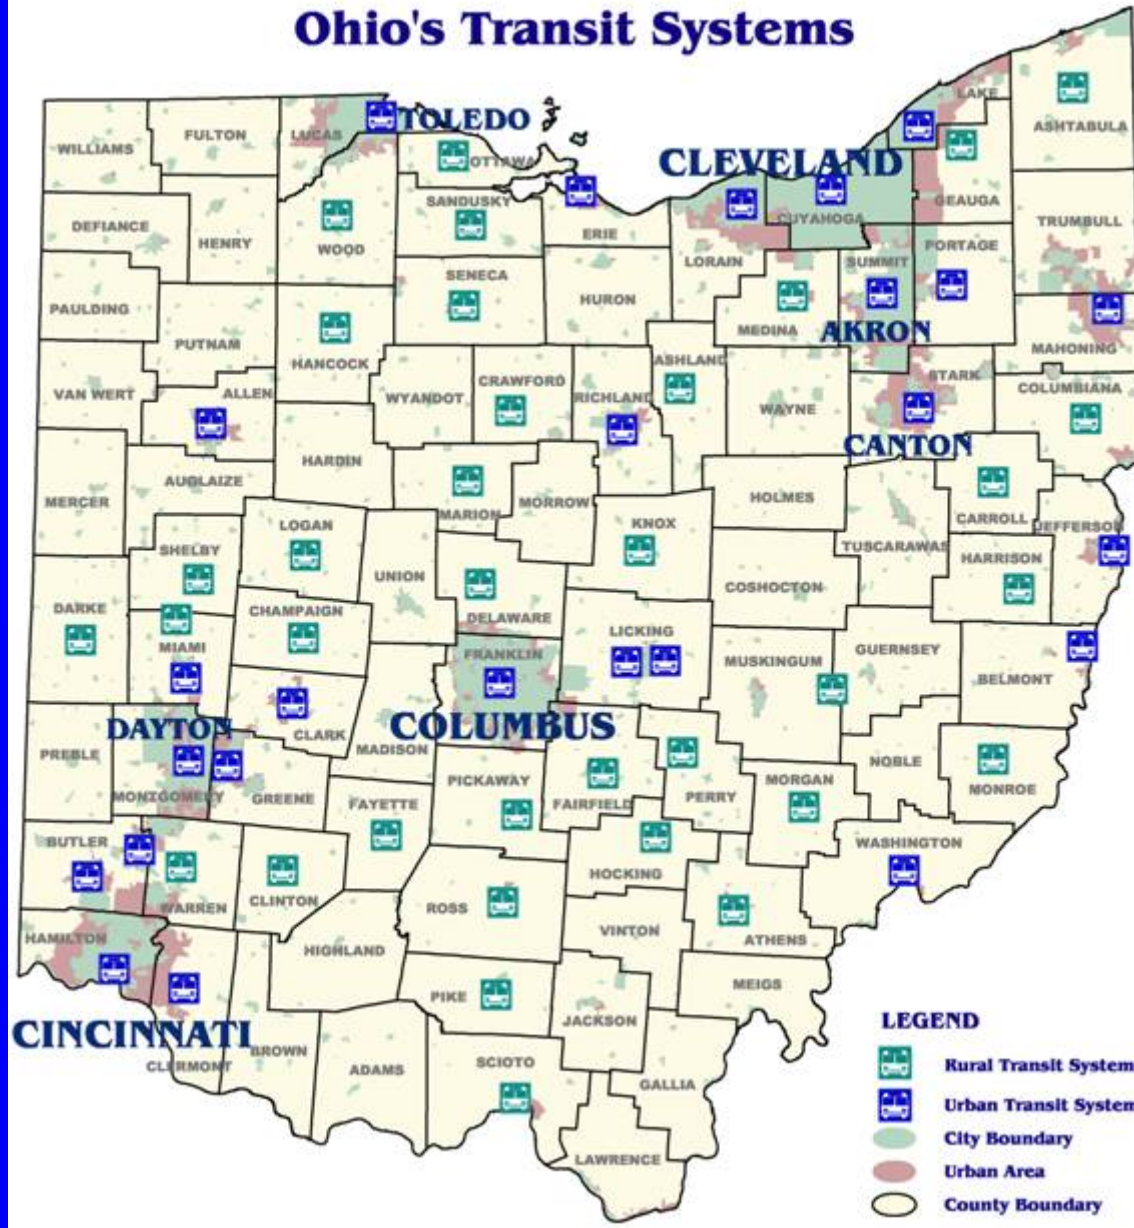 Ohio's Transit Systems
LAKE
ASHTABULA
TOLEDO
LUCAS
FULTON
WILLIAMS
OTTAWA
CLEVELAND
SANDUSKY
GEAUGA
CUYAHOGA
TRUMBULL
DEFIANCE
HENRY
WOOD
ERIE
PORTAGE
LORAIN
SUMMIT
SENECA
HURON
PAULDING
MEDINA
AKRON
PUTNAM
MAHONING
HANCOCK
ASHLAND
STARK
CRAWFORD
COLUMBIANA
VAN WERT
ALLEN
WYANDOT
RICHLAND
WAYNE
CANTON
HARDIN
AUGLAIZE
MERCER
MARION
MORROW
HOLMES
CARROLL
LOGAN
KNOX
JEFFERSON
TUSCARAWAS
SHELBY
HARRISON
UNION
COSHOCTON
DARKE
CHAMPAIGN
DELAWARE
LICKING
MIAMI
FRANKLIN
MUSKINGUM
GUERNSEY
BELMONT
DAYTON
COLUMBUS
CLARK
MADISON
PREBLE
NOBLE
PICKAWAY
MORGAN
MONROE
MONTGOMERY
GREENE
FAYETTE
FAIRFIELD
PERRY
BUTLER
WASHINGTON
HOCKING
WARREN
CLINTON
ROSS
HAMILTON
VINTON
ATHENS
HIGHLAND
PIKE
MEIGS
JACKSON
CINCINNATI
BROWN
CLERMONT
ADAMS
SCIOTO
GALLIA
LAWRENCE
LEGEND
Rural Transit System
Urban Transit System
City Boundary
Urban Area
County Boundary